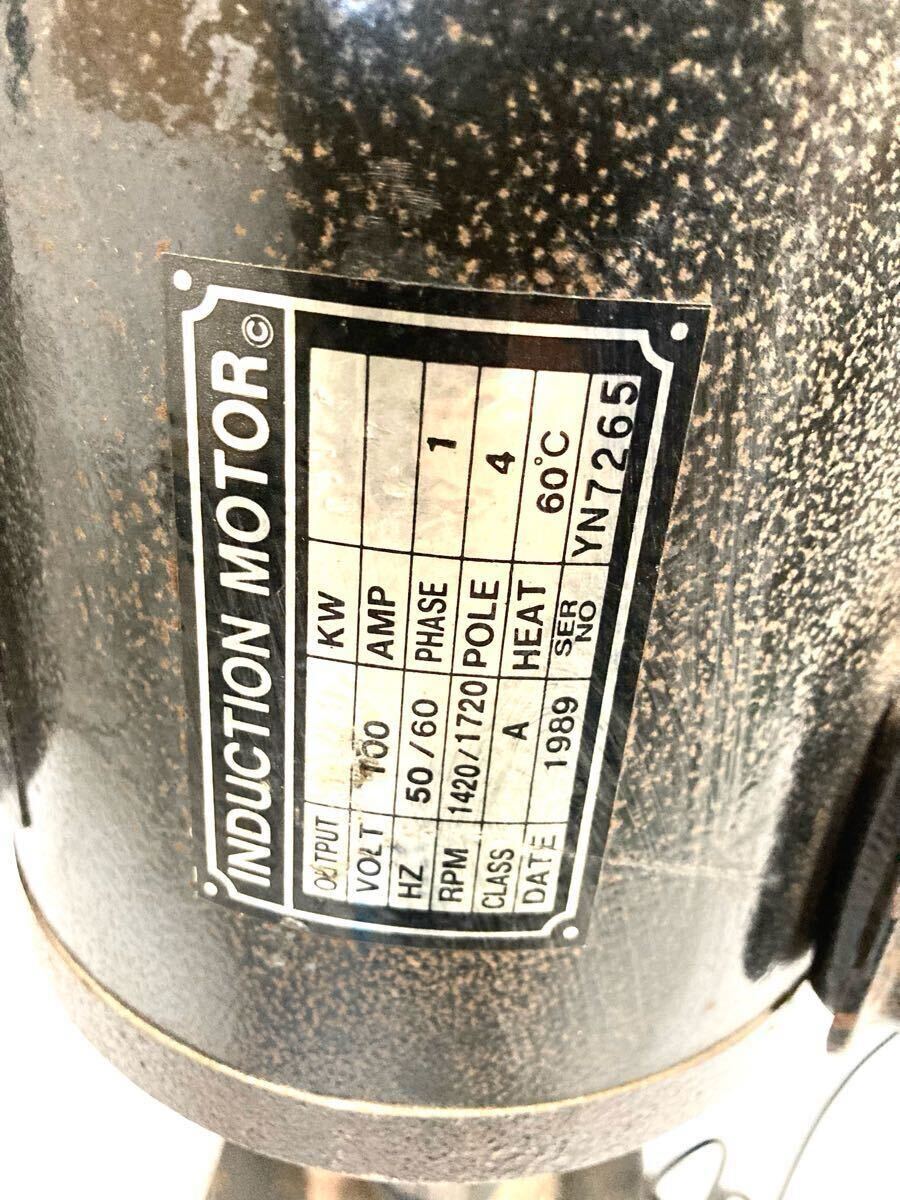 INDUCTION MOTOR©
OUTPUT KW
VOLT 100 AMP
HZ 50/60 PHASE 1
RPM 1420/1720 POLE 4
CLASS A HEAT 60°C
DATE 1989 SER NO YN7265